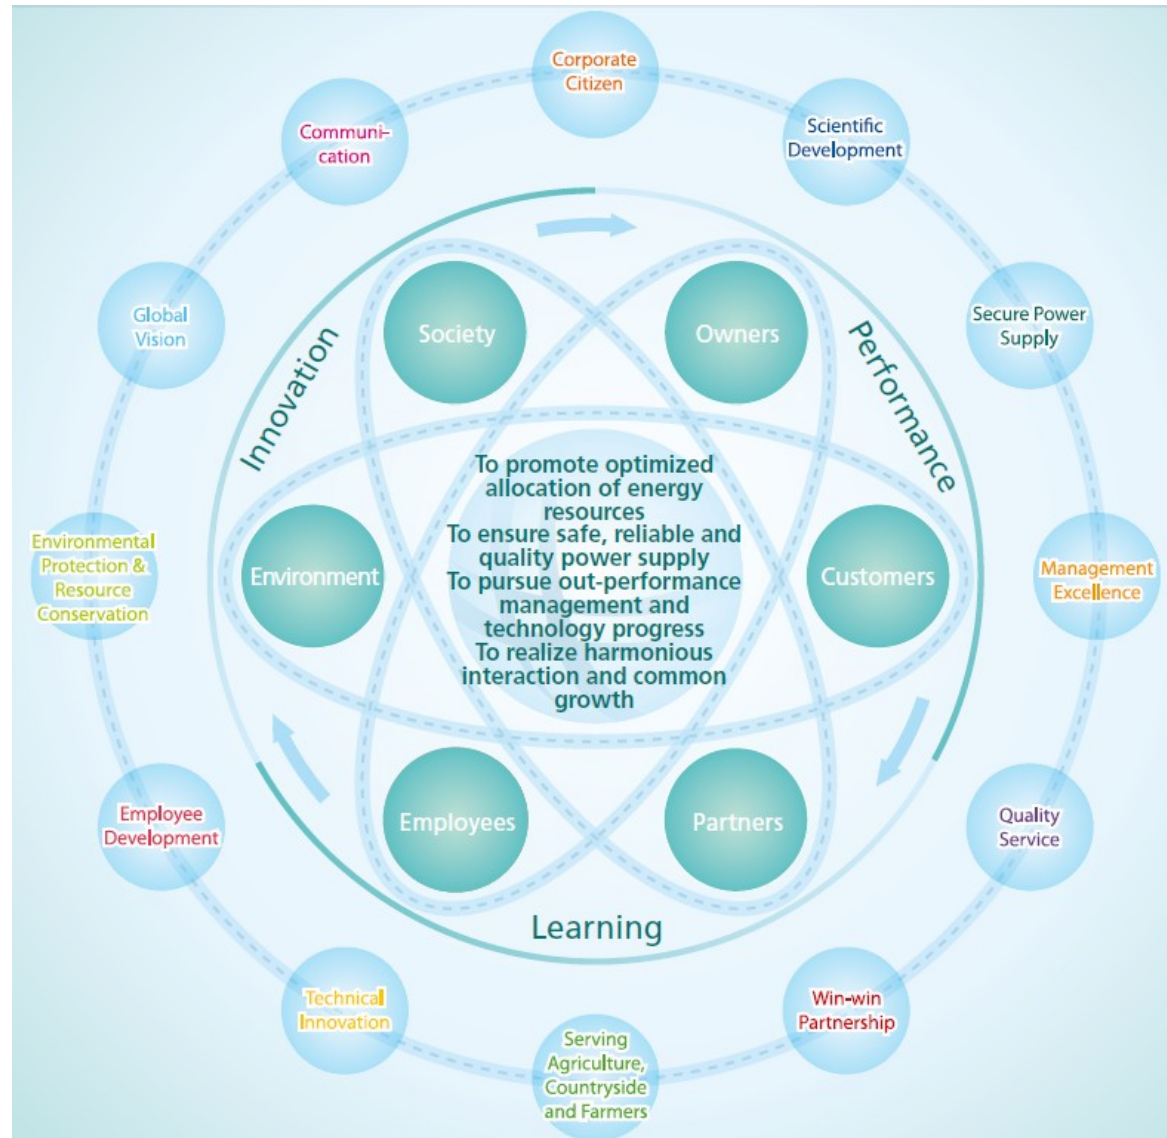 Corporate
Citizen
Scientific
Development
Communi-
cation
Secure Power
Supply
Global
Vision
Innovation
Performance
Society
Owners
To promote optimized
allocation of energy
resources
To ensure safe, reliable and
quality power supply
To pursue out-performance
management and
technology progress
To realize harmonious
interaction and common
growth
Environmental
Protection &
Resource
Conservation
Environment
Customers
Management
Excellence
Employee
Development
Employees
Partners
Quality
Service
Learning
Technical
Innovation
Win-win
Partnership
Serving
Agriculture,
Countryside
and Farmers